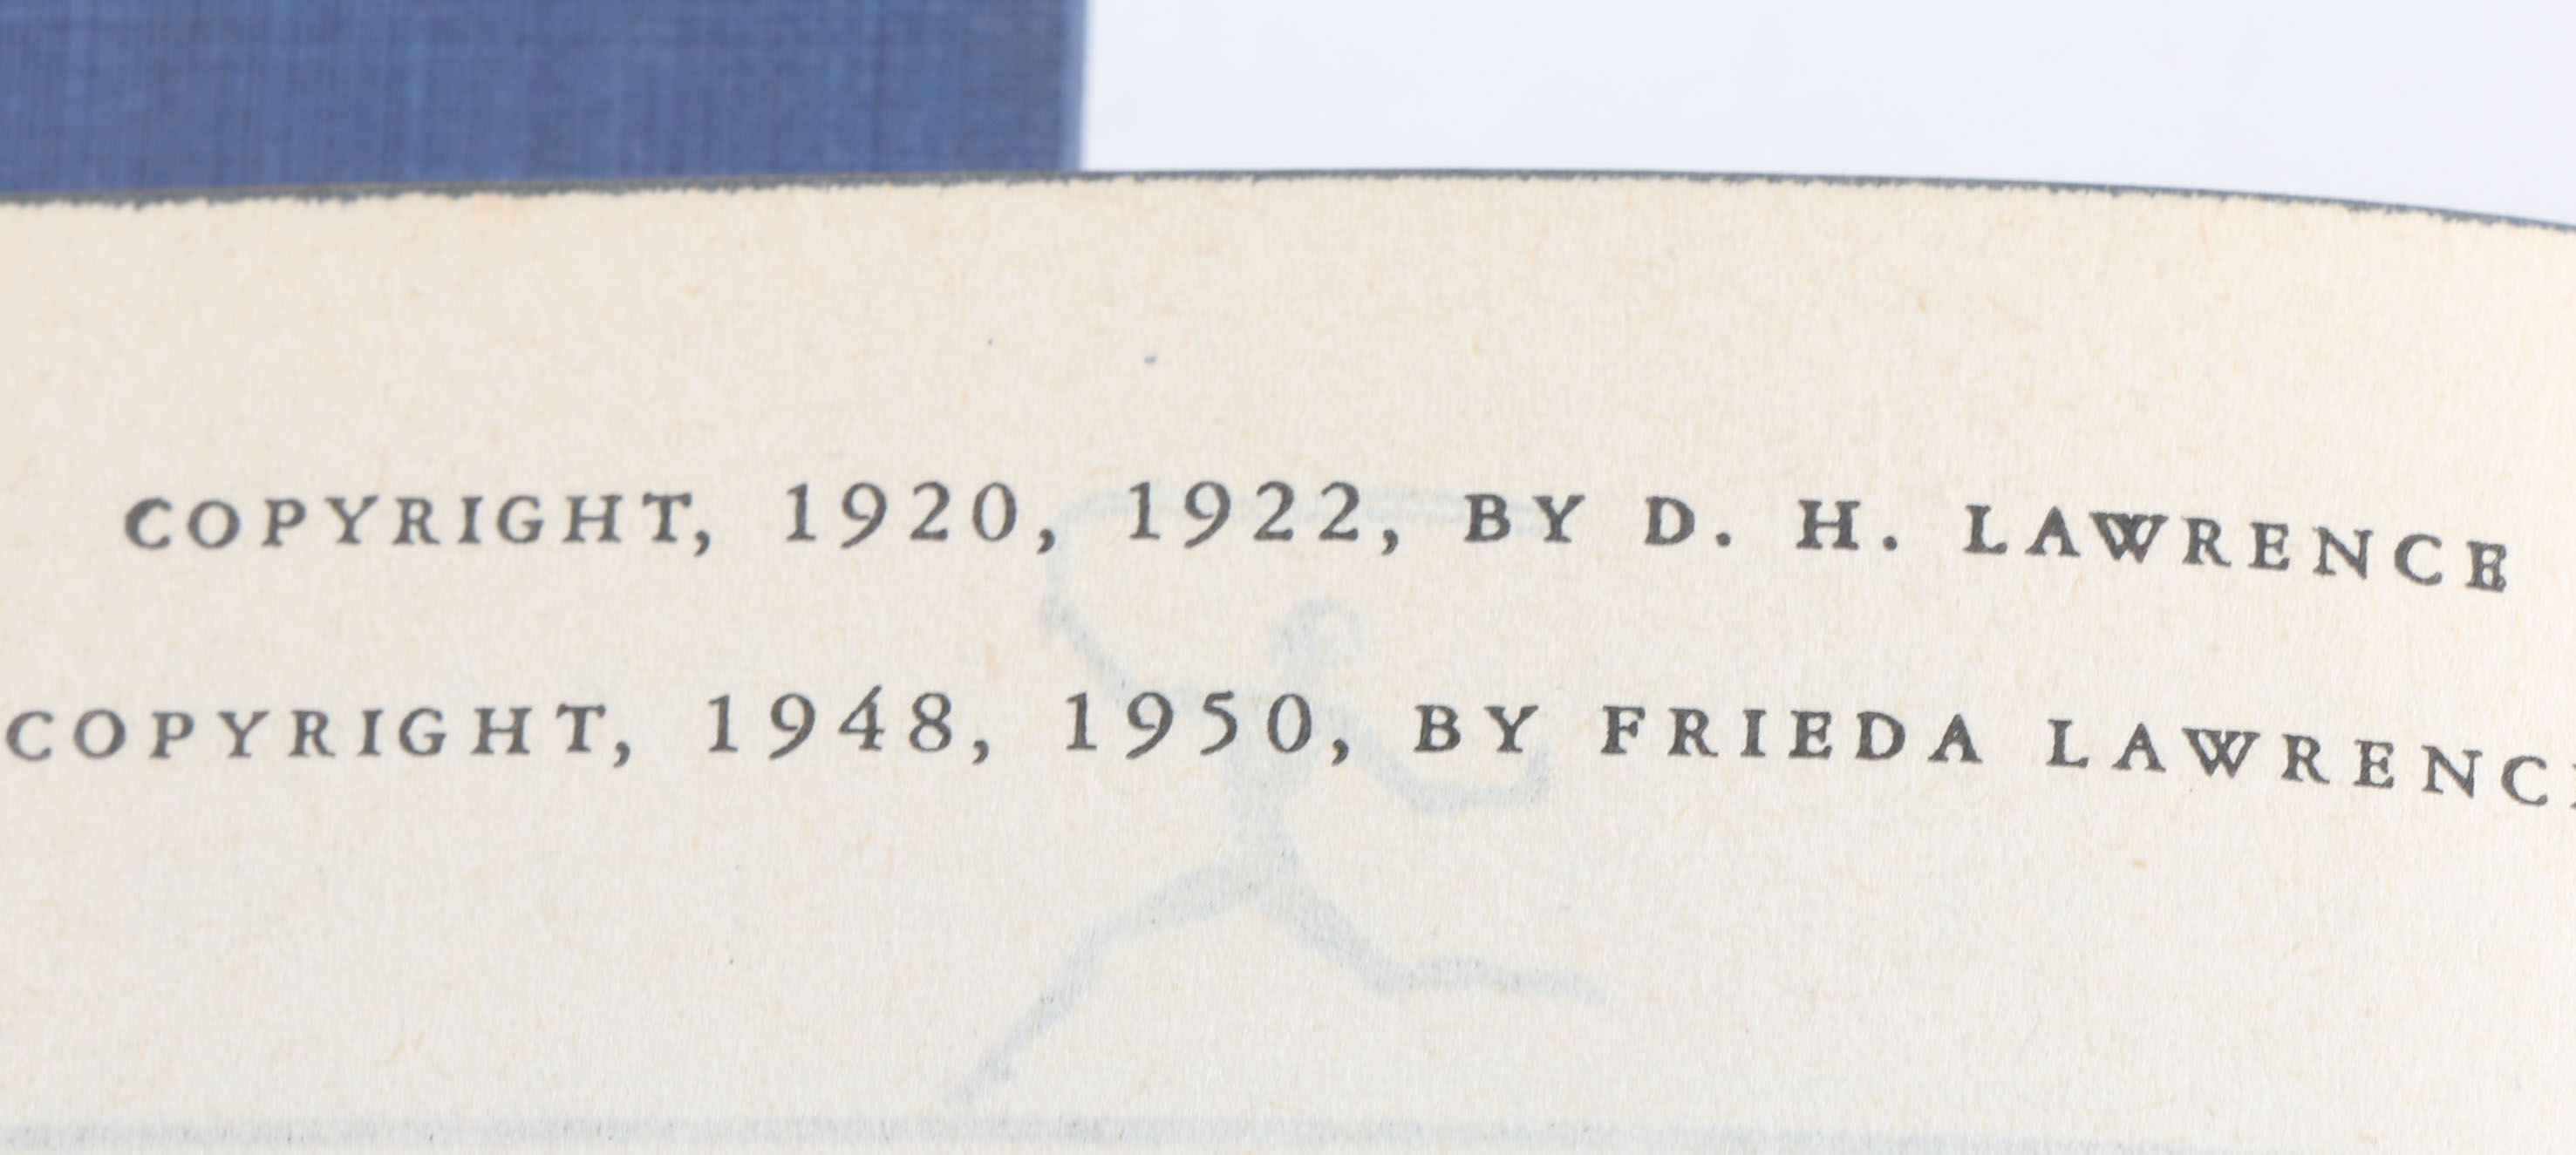 COPYRIGHT, 1920, 1922, BY D. H. LAWRENCE
COPYRIGHT, 1948, 1950, BY FRIEDA LAWRENCE